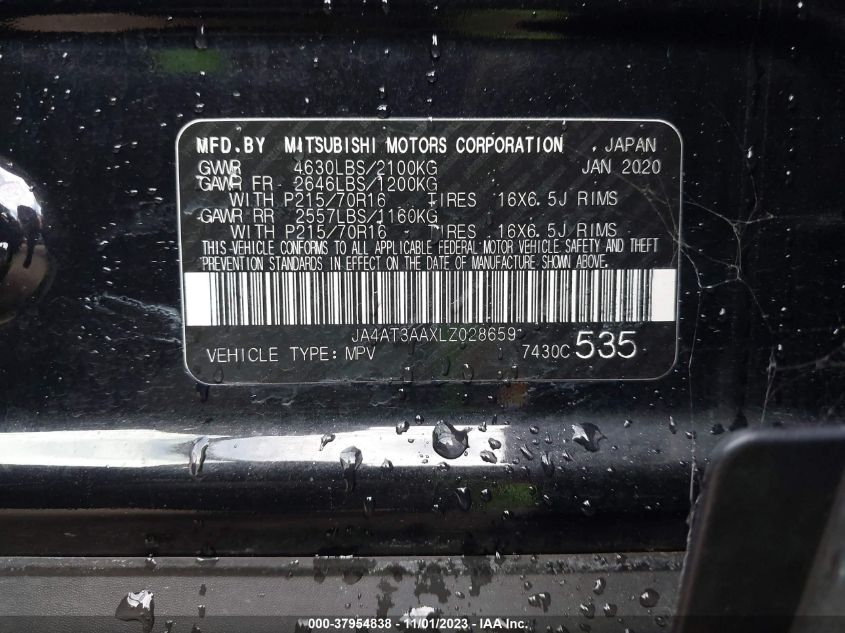 MFD.BY MITSUBISHI MOTORS CORPORATION JAPAN
GVWR 4630LBS/2100KG JAN 2020
GAWR FR - 2646LBS/1200KG
WITH P215/70R16 - TIRES 16X6.5J RIMS
GAWR RR - 2557LBS/1160KG
WITH P215/70R16 - TIRES 16X6.5J RIMS
THIS VEHICLE CONFORMS TO ALL APPLICABLE FEDERAL MOTOR VEHICLE SAFETY AND THEFT
PREVENTION STANDARDS IN EFFECT ON THE DATE OF MANUFACTURE SHOWN ABOVE.
JA4AT3AAXLZ028659
VEHICLE TYPE: MPV 7430C 535
000-37954838 - 11/01/2023 - IAA Inc.